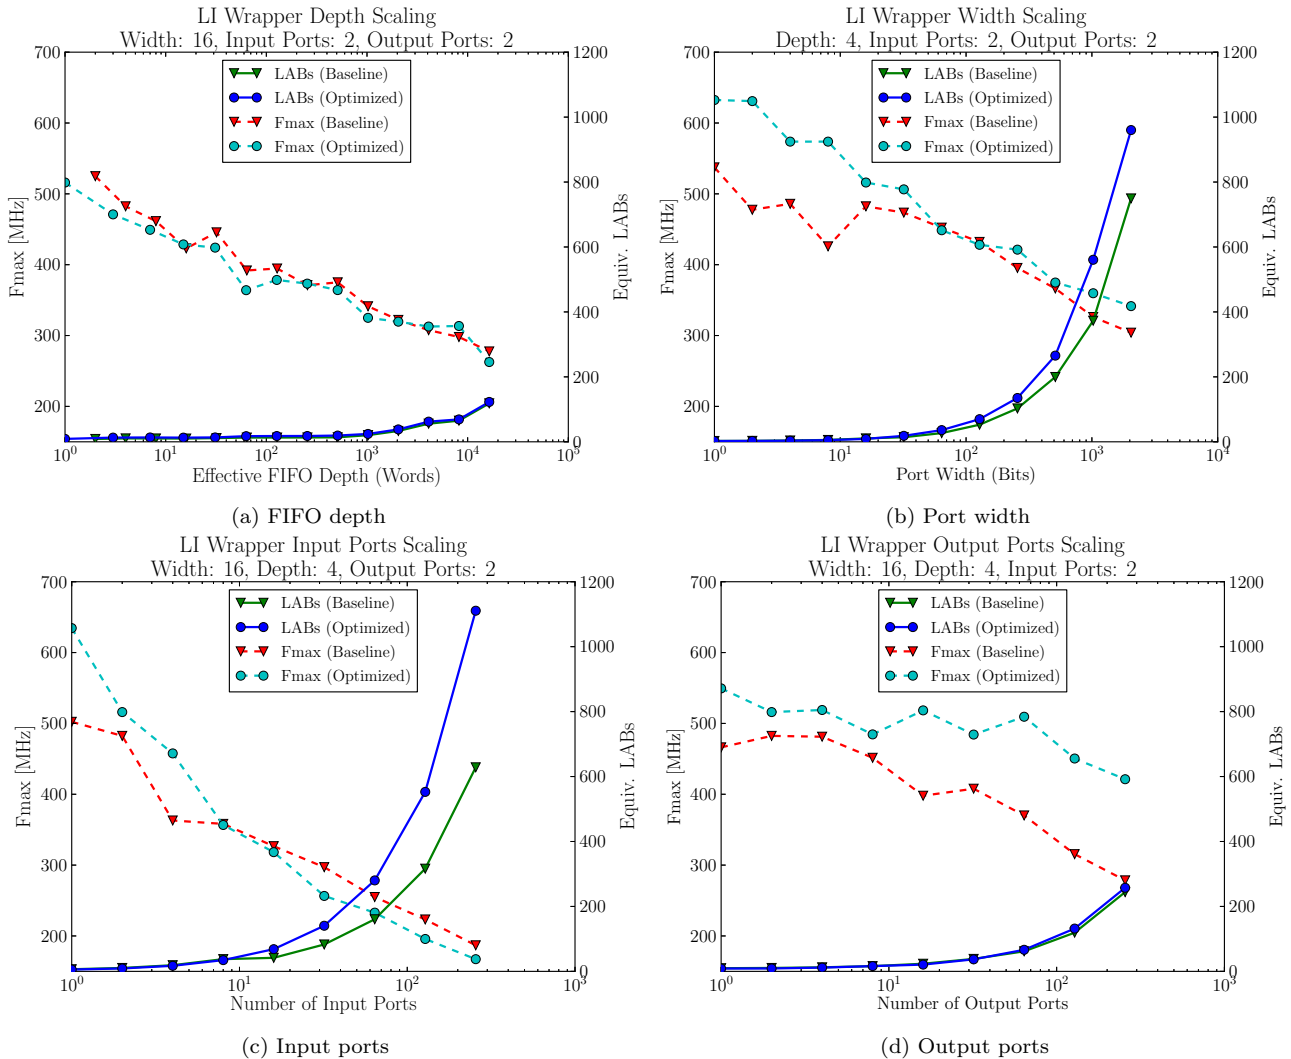 LI Wrapper Depth Scaling
Width: 16, Input Ports: 2, Output Ports: 2
700
600
500
400
300
200
Fmax [MHz]
1200
1000
800
600
400
200
0
Equiv. LABs
LABs (Baseline)
LABs (Optimized)
Fmax (Baseline)
Fmax (Optimized)
10^0 10^1 10^2 10^3 10^4 10^5
Effective FIFO Depth (Words)
(a) FIFO depth
LI Wrapper Width Scaling
Depth: 4, Input Ports: 2, Output Ports: 2
700
600
500
400
300
200
Fmax [MHz]
1200
1000
800
600
400
200
0
Equiv. LABs
LABs (Baseline)
LABs (Optimized)
Fmax (Baseline)
Fmax (Optimized)
10^0 10^1 10^2 10^3 10^4
Port Width (Bits)
(b) Port width
LI Wrapper Input Ports Scaling
Width: 16, Depth: 4, Output Ports: 2
700
600
500
400
300
200
Fmax [MHz]
1200
1000
800
600
400
200
0
Equiv. LABs
LABs (Baseline)
LABs (Optimized)
Fmax (Baseline)
Fmax (Optimized)
10^0 10^1 10^2 10^3
Number of Input Ports
(c) Input ports
LI Wrapper Output Ports Scaling
Width: 16, Depth: 4, Input Ports: 2
700
600
500
400
300
200
Fmax [MHz]
1200
1000
800
600
400
200
0
Equiv. LABs
LABs (Baseline)
LABs (Optimized)
Fmax (Baseline)
Fmax (Optimized)
10^0 10^1 10^2 10^3
Number of Output Ports
(d) Output ports